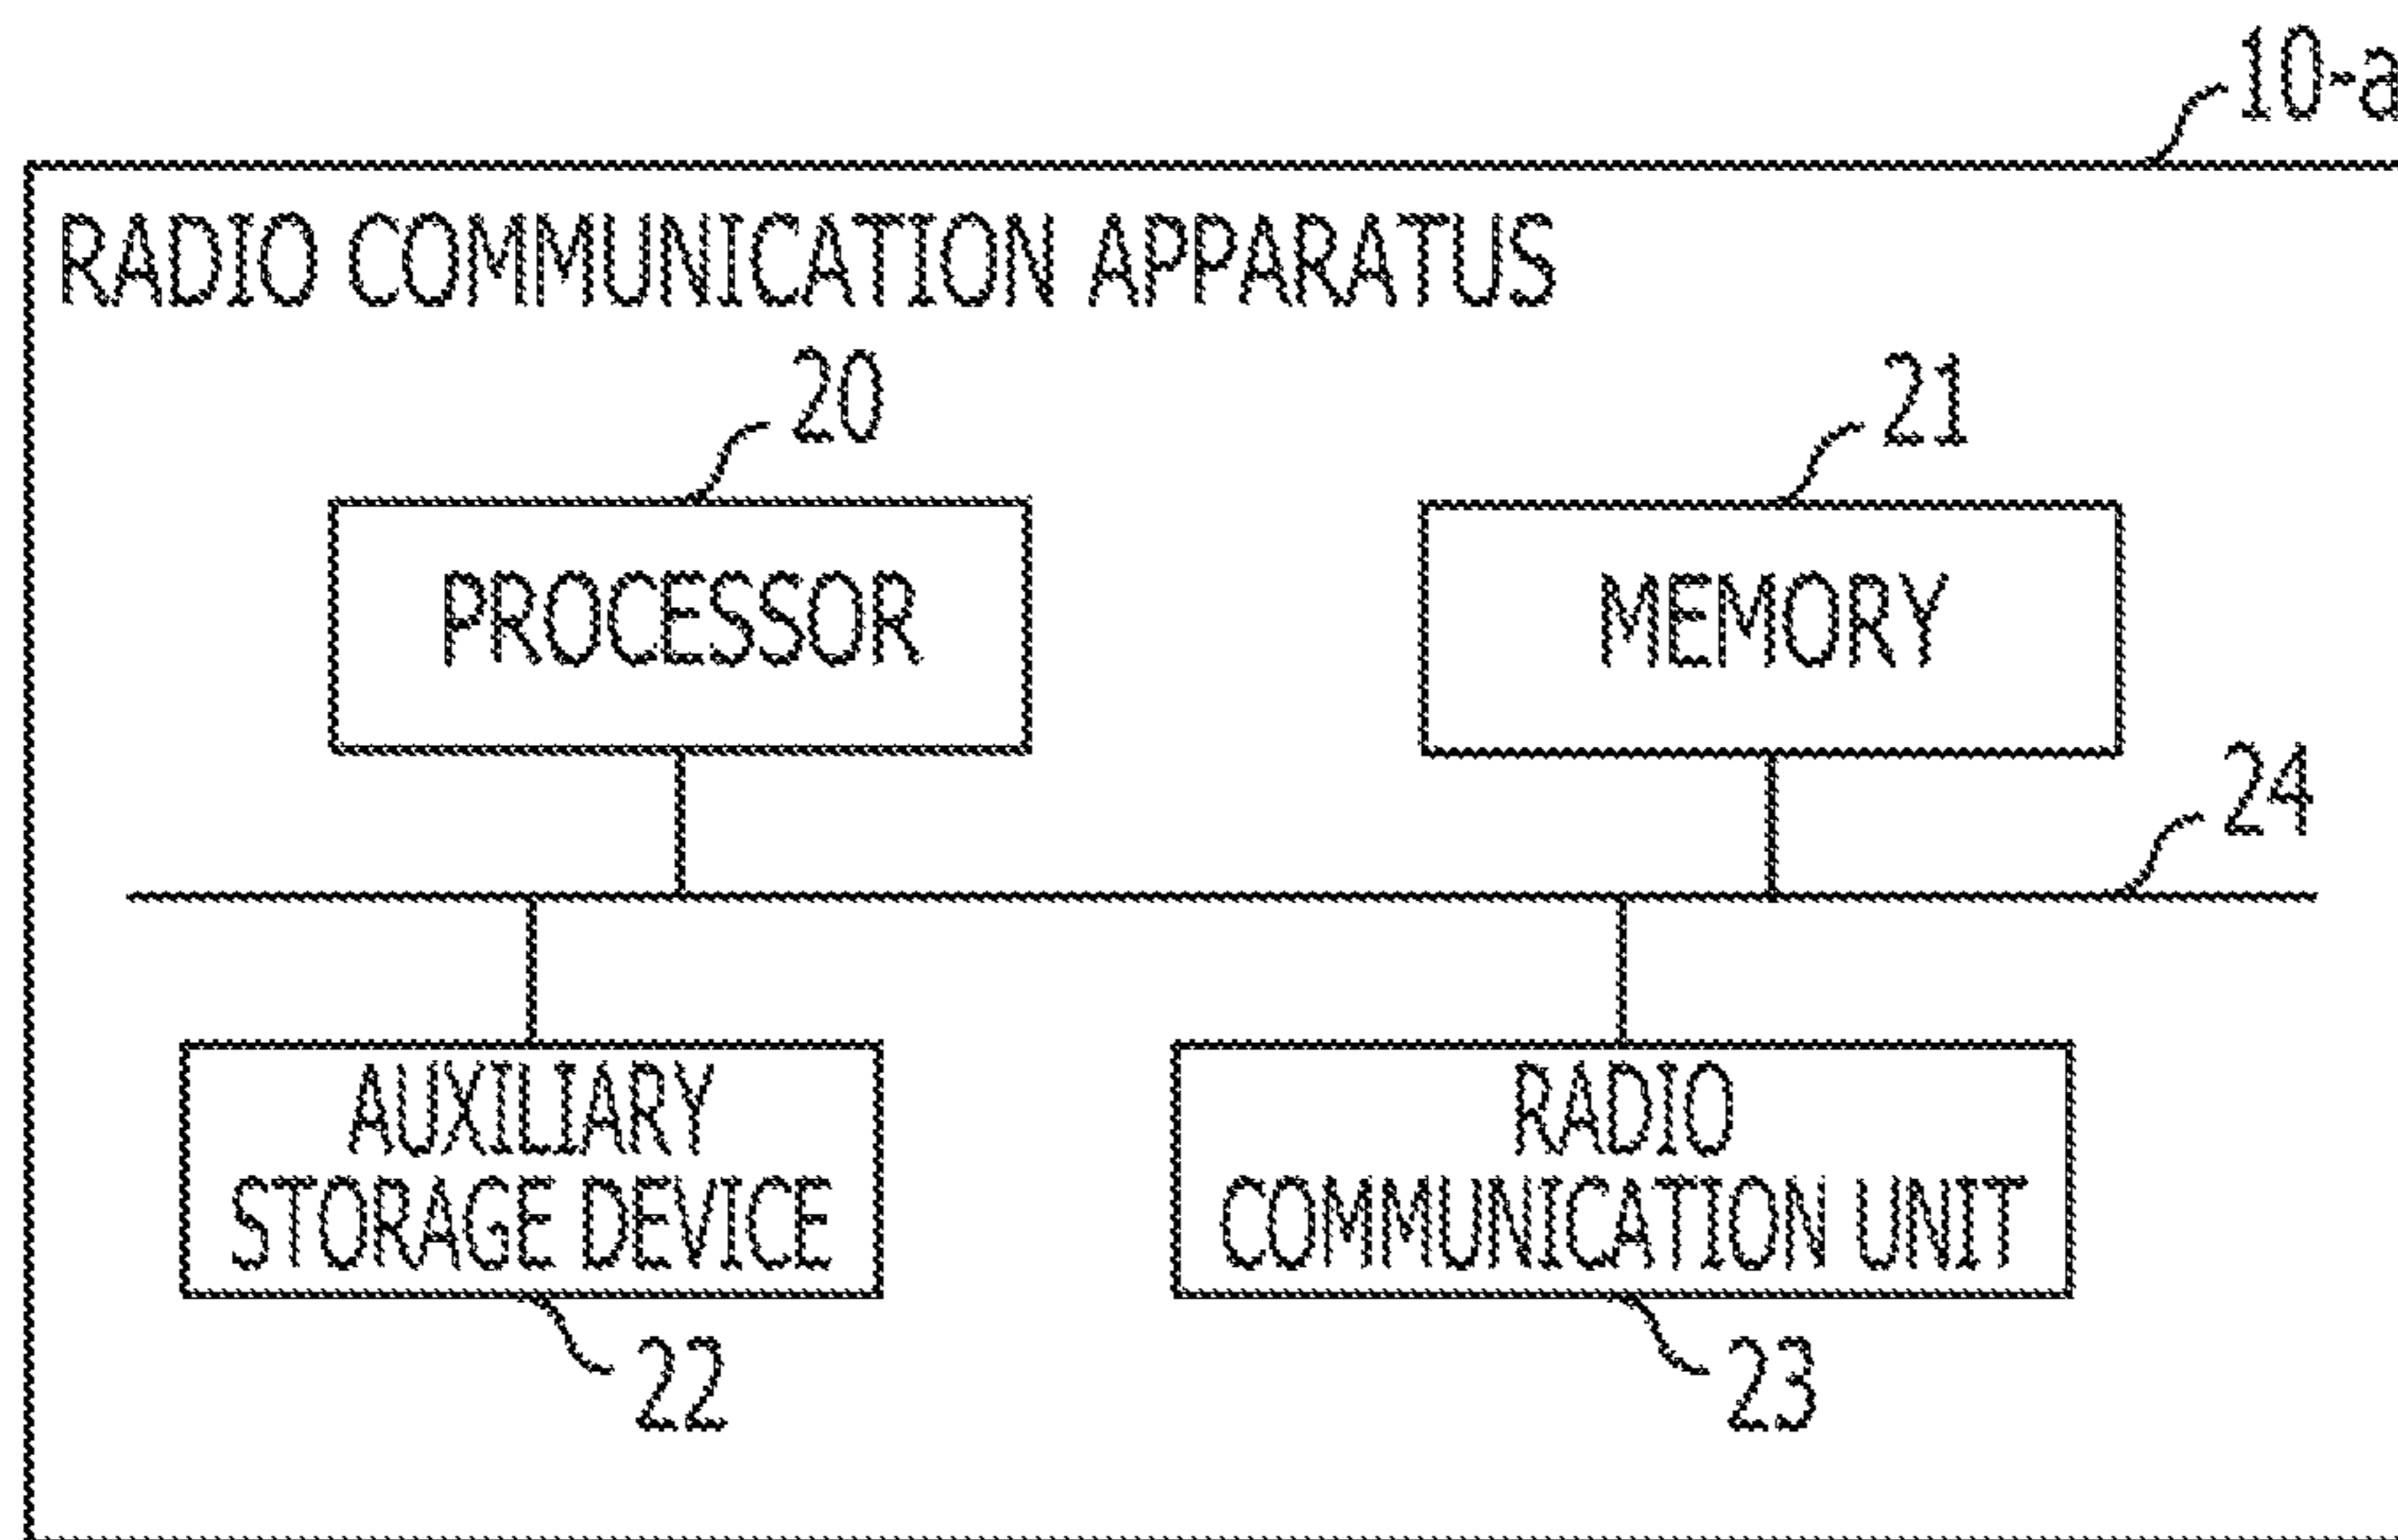 10-a
RADIO COMMUNICATION APPARATUS
20
21
PROCESSOR
MEMORY
24
AUXILIARY
STORAGE DEVICE
RADIO
COMMUNICATION UNIT
22
23